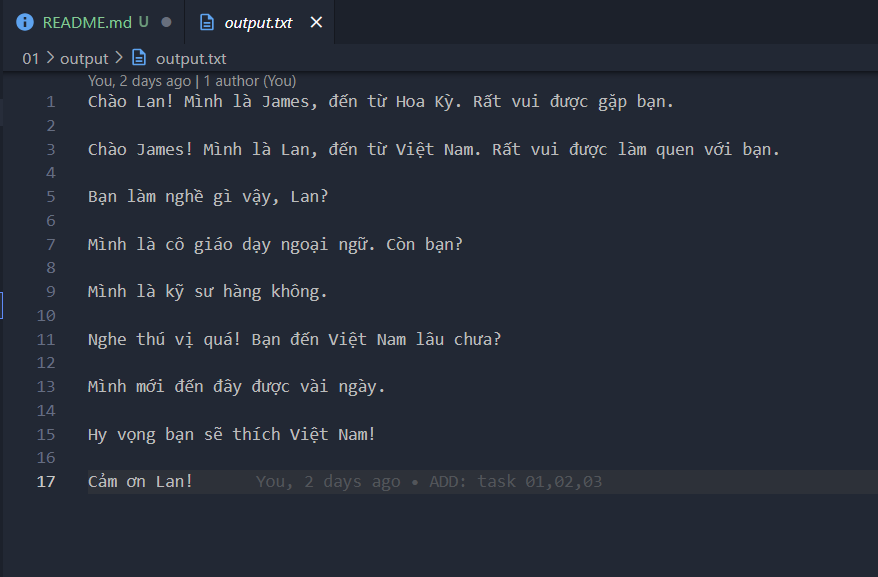 README.md U ●
output.txt ×
01 > output > output.txt
You, 2 days ago | 1 author (You)
1 Chào Lan! Mình là James, đến từ Hoa Kỳ. Rất vui được gặp bạn.
2
3 Chào James! Mình là Lan, đến từ Việt Nam. Rất vui được làm quen với bạn.
4
5 Bạn làm nghề gì vậy, Lan?
6
7 Mình là cô giáo dạy ngoại ngữ. Còn bạn?
8
9 Mình là kỹ sư hàng không.
10
11 Nghe thú vị quá! Bạn đến Việt Nam lâu chưa?
12
13 Mình mới đến đây được vài ngày.
14
15 Hy vọng bạn sẽ thích Việt Nam!
16
17 Cảm ơn Lan! You, 2 days ago • ADD: task 01,02,03